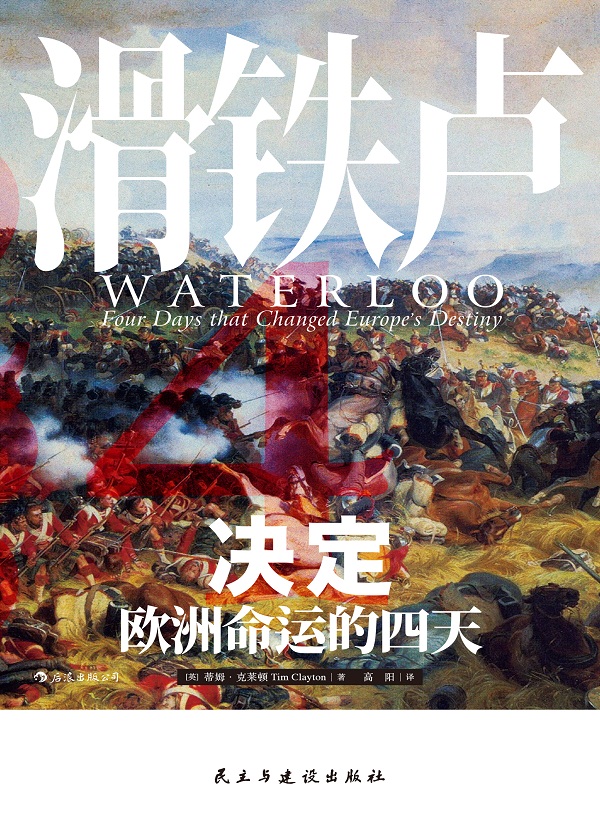 滑铁卢
WATERLOO
Four Days that Changed Europe's Destiny
4
决定
欧洲命运的四天
后浪出版公司
[英] 蒂姆·克莱顿 Tim Clayton | 著 高 阳 | 译
民主与建设出版社